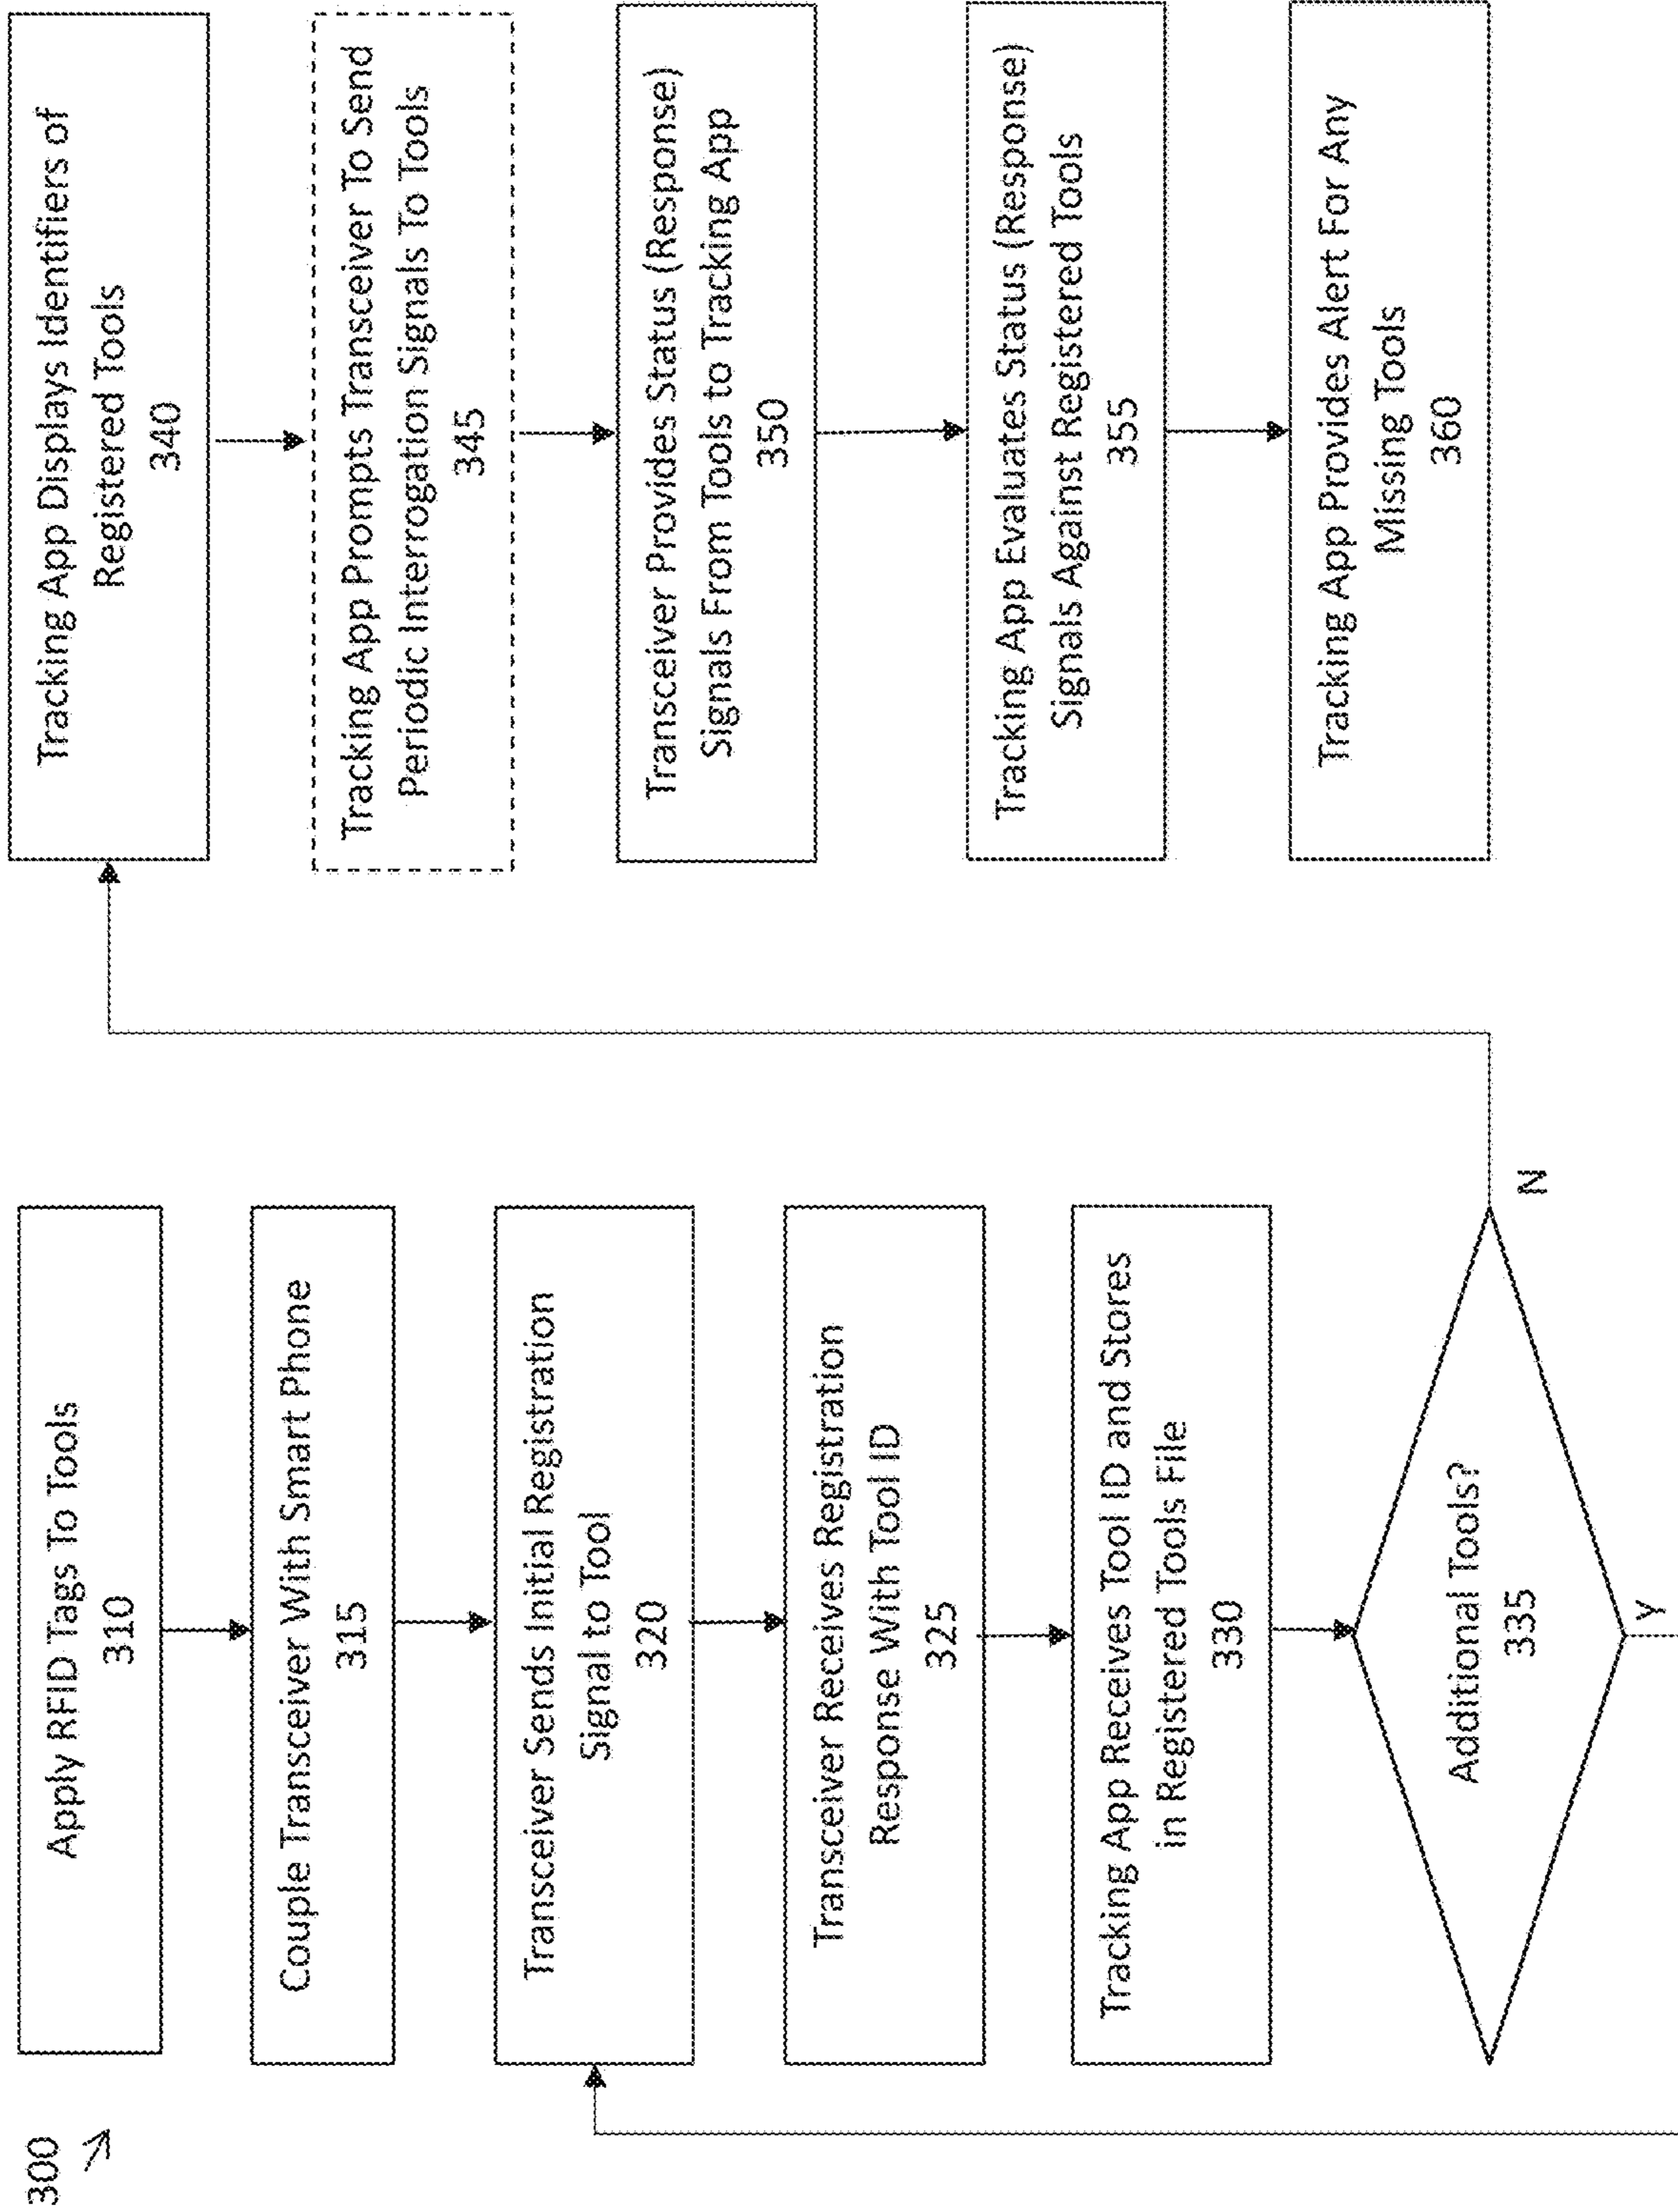 300
Apply RFID Tags To Tools
310
Couple Transceiver With Smart Phone
315
Transceiver Sends Initial Registration
Signal to Tool
320
Transceiver Receives Registration
Response With Tool ID
325
Tracking App Receives Tool ID and Stores
in Registered Tools File
330
Additional Tools?
335
Y
N
Tracking App Displays Identifiers of
Registered Tools
340
Tracking App Prompts Transceiver To Send
Periodic Interrogation Signals To Tools
345
Transceiver Provides Status (Response)
Signals From Tools to Tracking App
350
Tracking App Evaluates Status (Response)
Signals Against Registered Tools
355
Tracking App Provides Alert For Any
Missing Tools
360